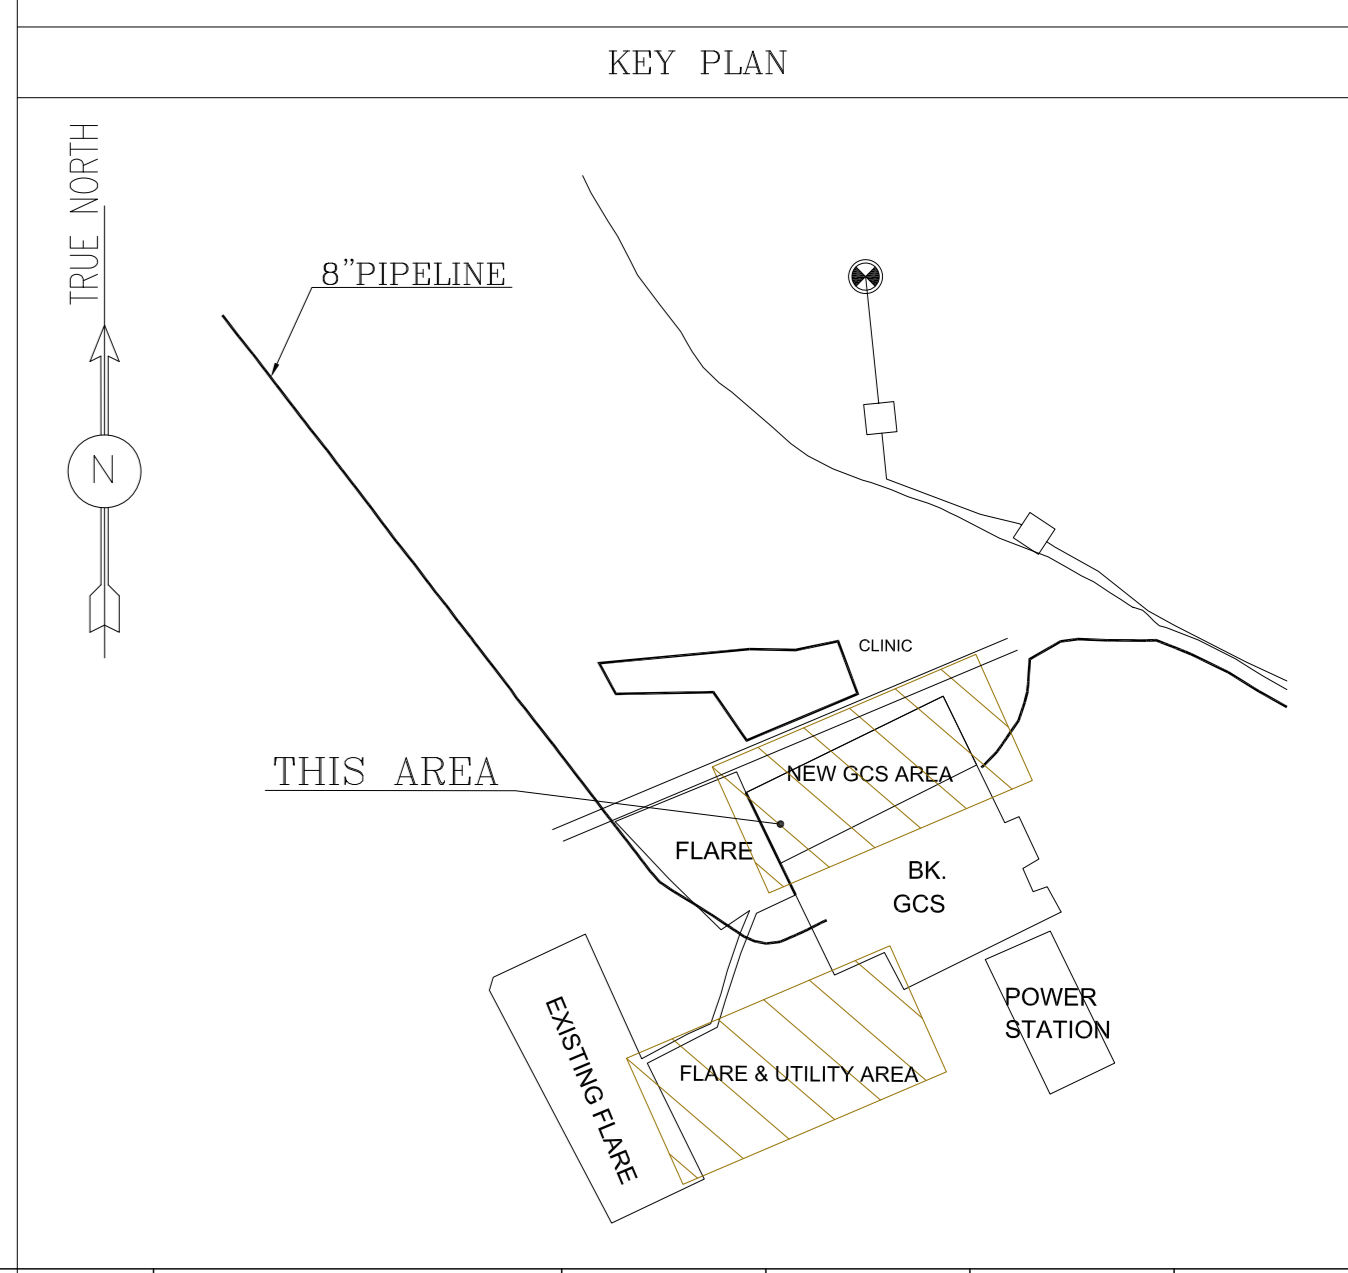 KEY PLAN
TRUE NORTH
8"PIPELINE
N
CLINIC
THIS AREA
NEW GCS AREA
FLARE
BK.
GCS
POWER
STATION
EXISTING FLARE
FLARE & UTILITY AREA